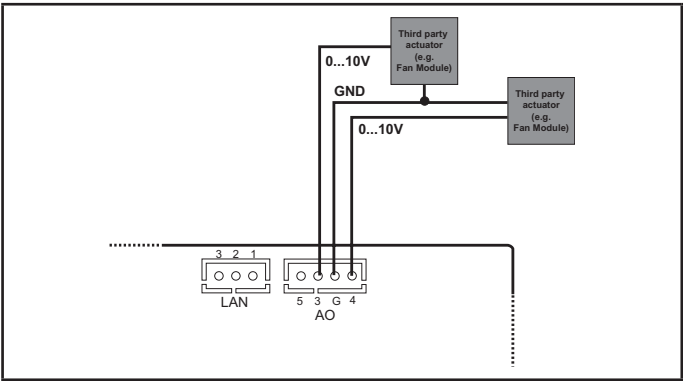 Third party
actuator
(e.g.
Fan Module)
0...10V
GND
Third party
actuator
(e.g.
Fan Module)
0...10V
3 2 1
LAN
5 3 G 4
AO